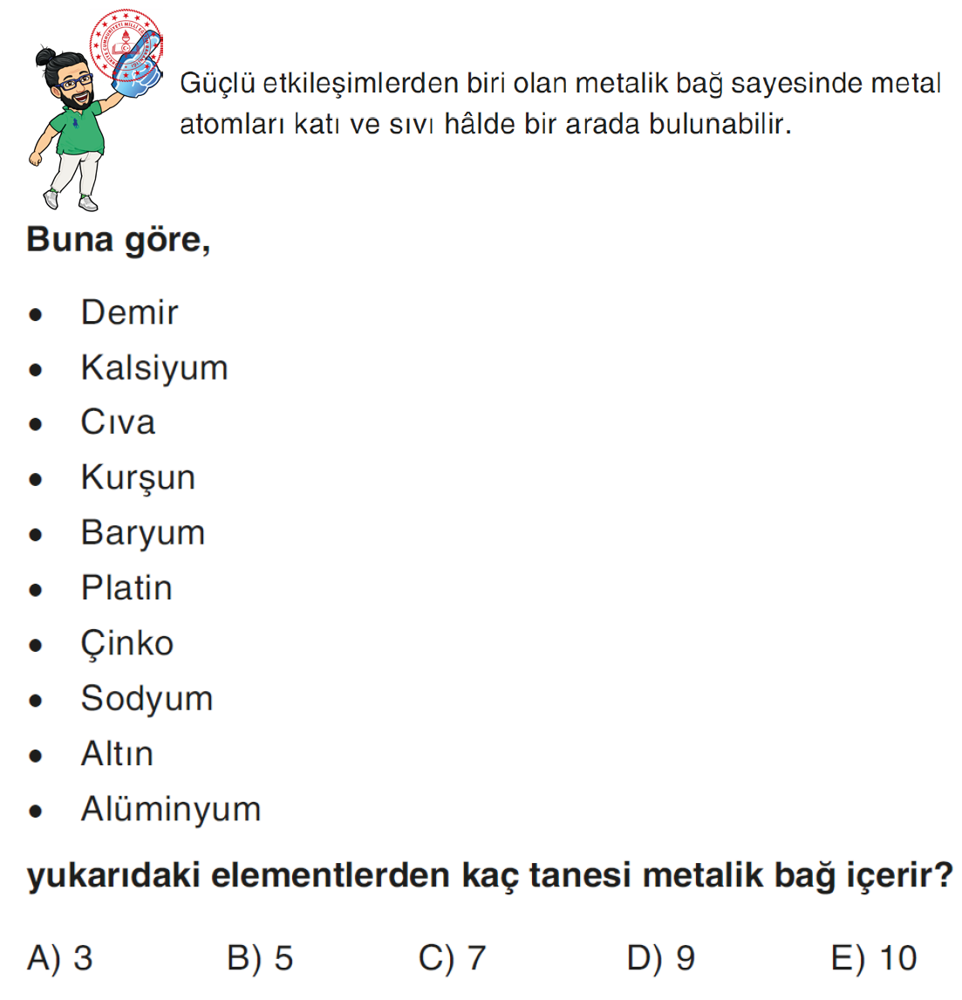 Güçlü etkileşimlerden biri olan metalik bağ sayesinde metal
atomları katı ve sıvı hâlde bir arada bulunabilir.
Buna göre,
• Demir
• Kalsiyum
• Cıva
• Kurşun
• Baryum
• Platin
• Çinko
• Sodyum
• Altın
• Alüminyum
yukarıdaki elementlerden kaç tanesi metalik bağ içerir?
A) 3 B) 5 C) 7 D) 9 E) 10